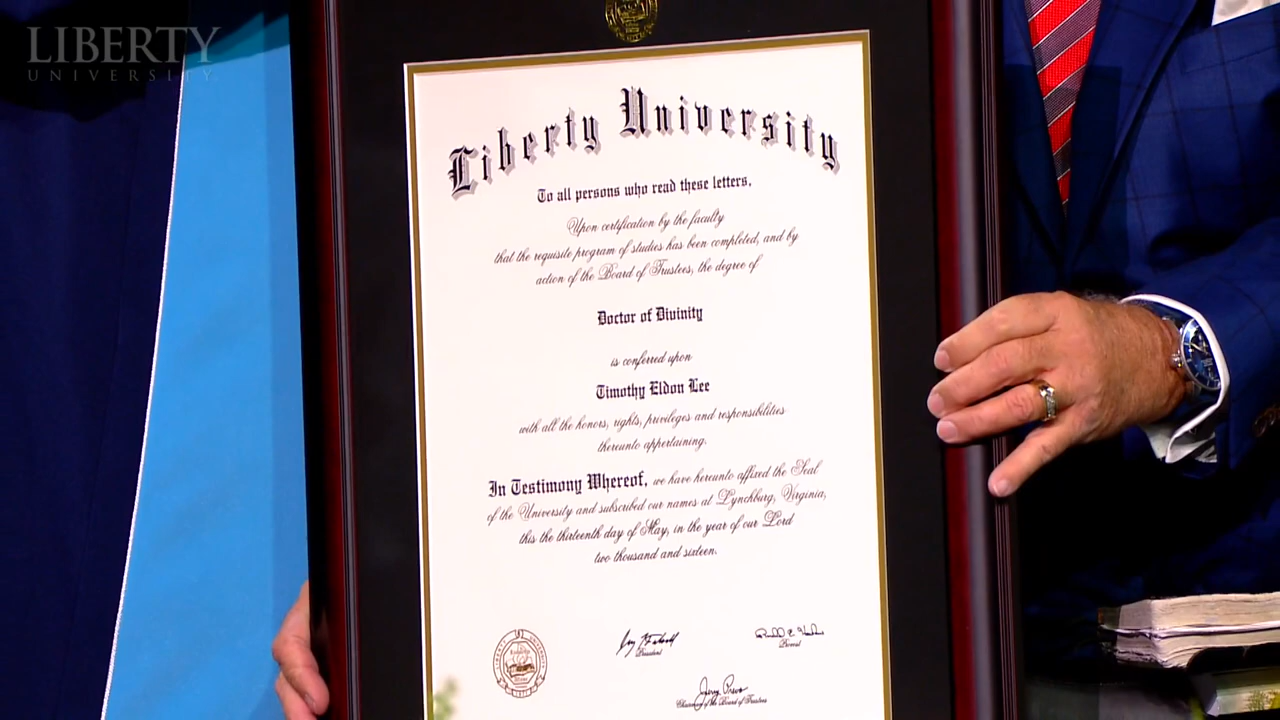 LIBERTY
UNIVERSITY
Liberty University
To all persons who read these letters,
Upon certification by the faculty
that the requisite program of studies has been completed, and by
action of the Board of Trustees, the degree of
Doctor of Divinity
is conferred upon
Timothy Eldon Lee
with all the honors, rights, privileges and responsibilities
thereunto appertaining.
In Testimony Whereof, we have hereunto affixed the Seal
of the University and subscribed our names at Lynchburg, Virginia,
this the thirteenth day of May, in the year of our Lord
two thousand and sixteen.
President
Provost
Chairman of the Board of Trustees